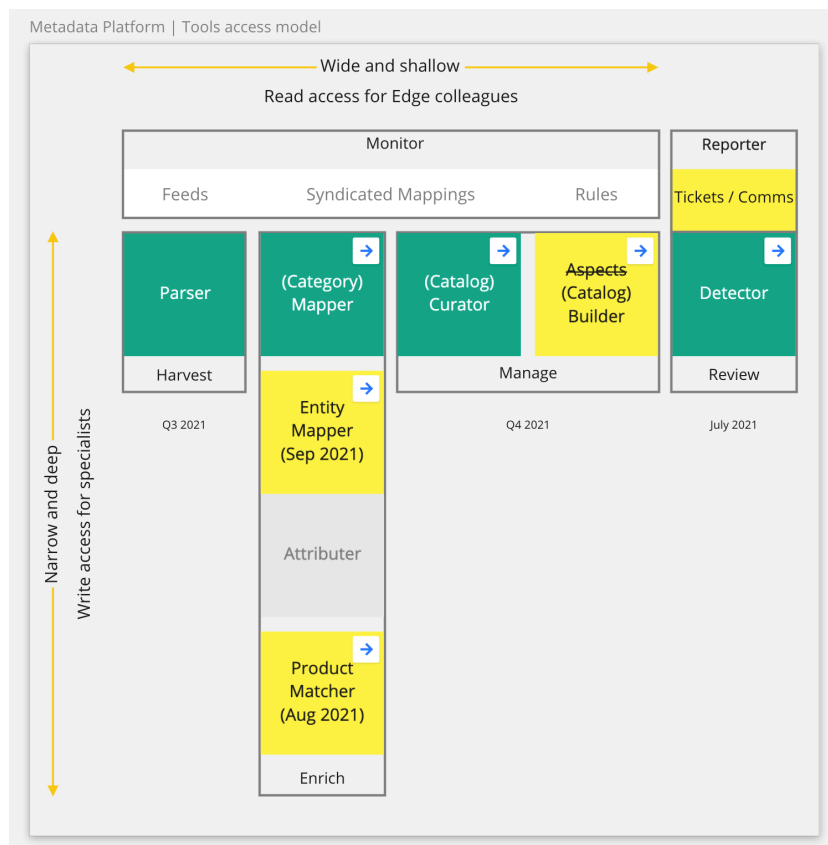 Metadata Platform | Tools access model
Wide and shallow
Read access for Edge colleagues
Monitor
Feeds
Syndicated Mappings
Rules
Reporter
Tickets / Comms
Narrow and deep
Write access for specialists
Parser
Harvest
Q3 2021
(Category)
Mapper
Entity
Mapper
(Sep 2021)
Attributer
Product
Matcher
(Aug 2021)
Enrich
(Catalog)
Curator
Aspects
(Catalog)
Builder
Manage
Q4 2021
Detector
Review
July 2021